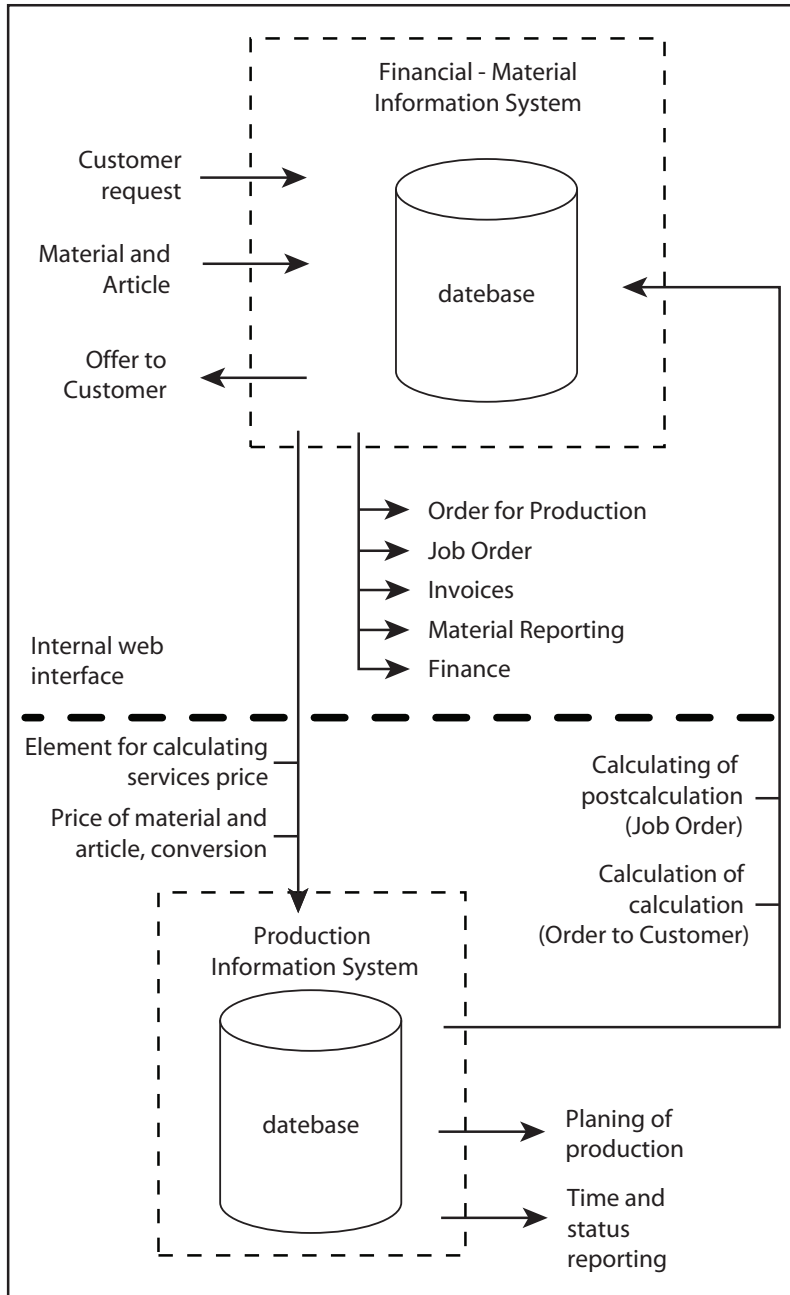 Financial - Material
Information System
Customer
request
Material and
Article
datebase
Offer to
Customer
Order for Production
Job Order
Invoices
Material Reporting
Finance
Internal web
interface
Element for calculating
services price
Price of material and
article, conversion
Calculating of
postcalculation
(Job Order)
Calculation of
calculation
(Order to Customer)
Production
Information System
datebase
Planing of
production
Time and
status
reporting